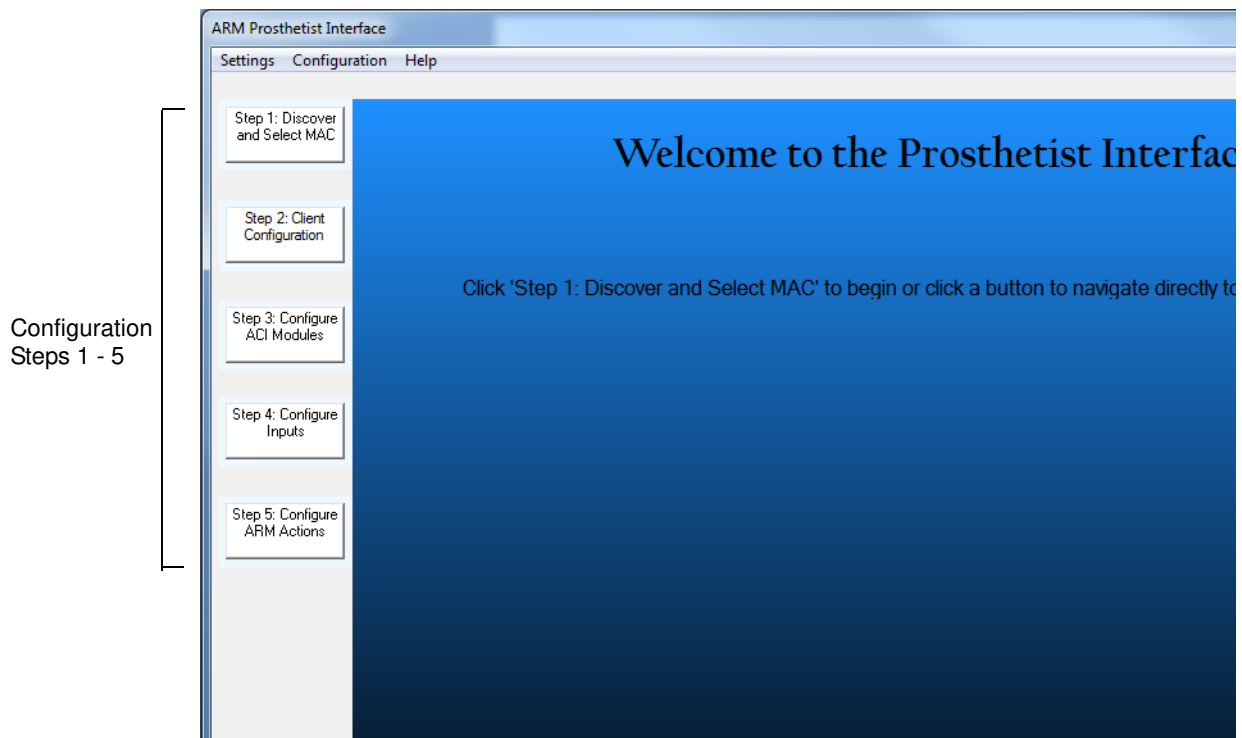 ARM Prosthetist Interface
Settings Configuration Help
Step 1: Discover
and Select MAC
Welcome to the Prosthetist Interfac
Step 2: Client
Configuration
Click 'Step 1: Discover and Select MAC' to begin or click a button to navigate directly to
Configuration
Steps 1 - 5
Step 3: Configure
ACI Modules
Step 4: Configure
Inputs
Step 5: Configure
ARM Actions